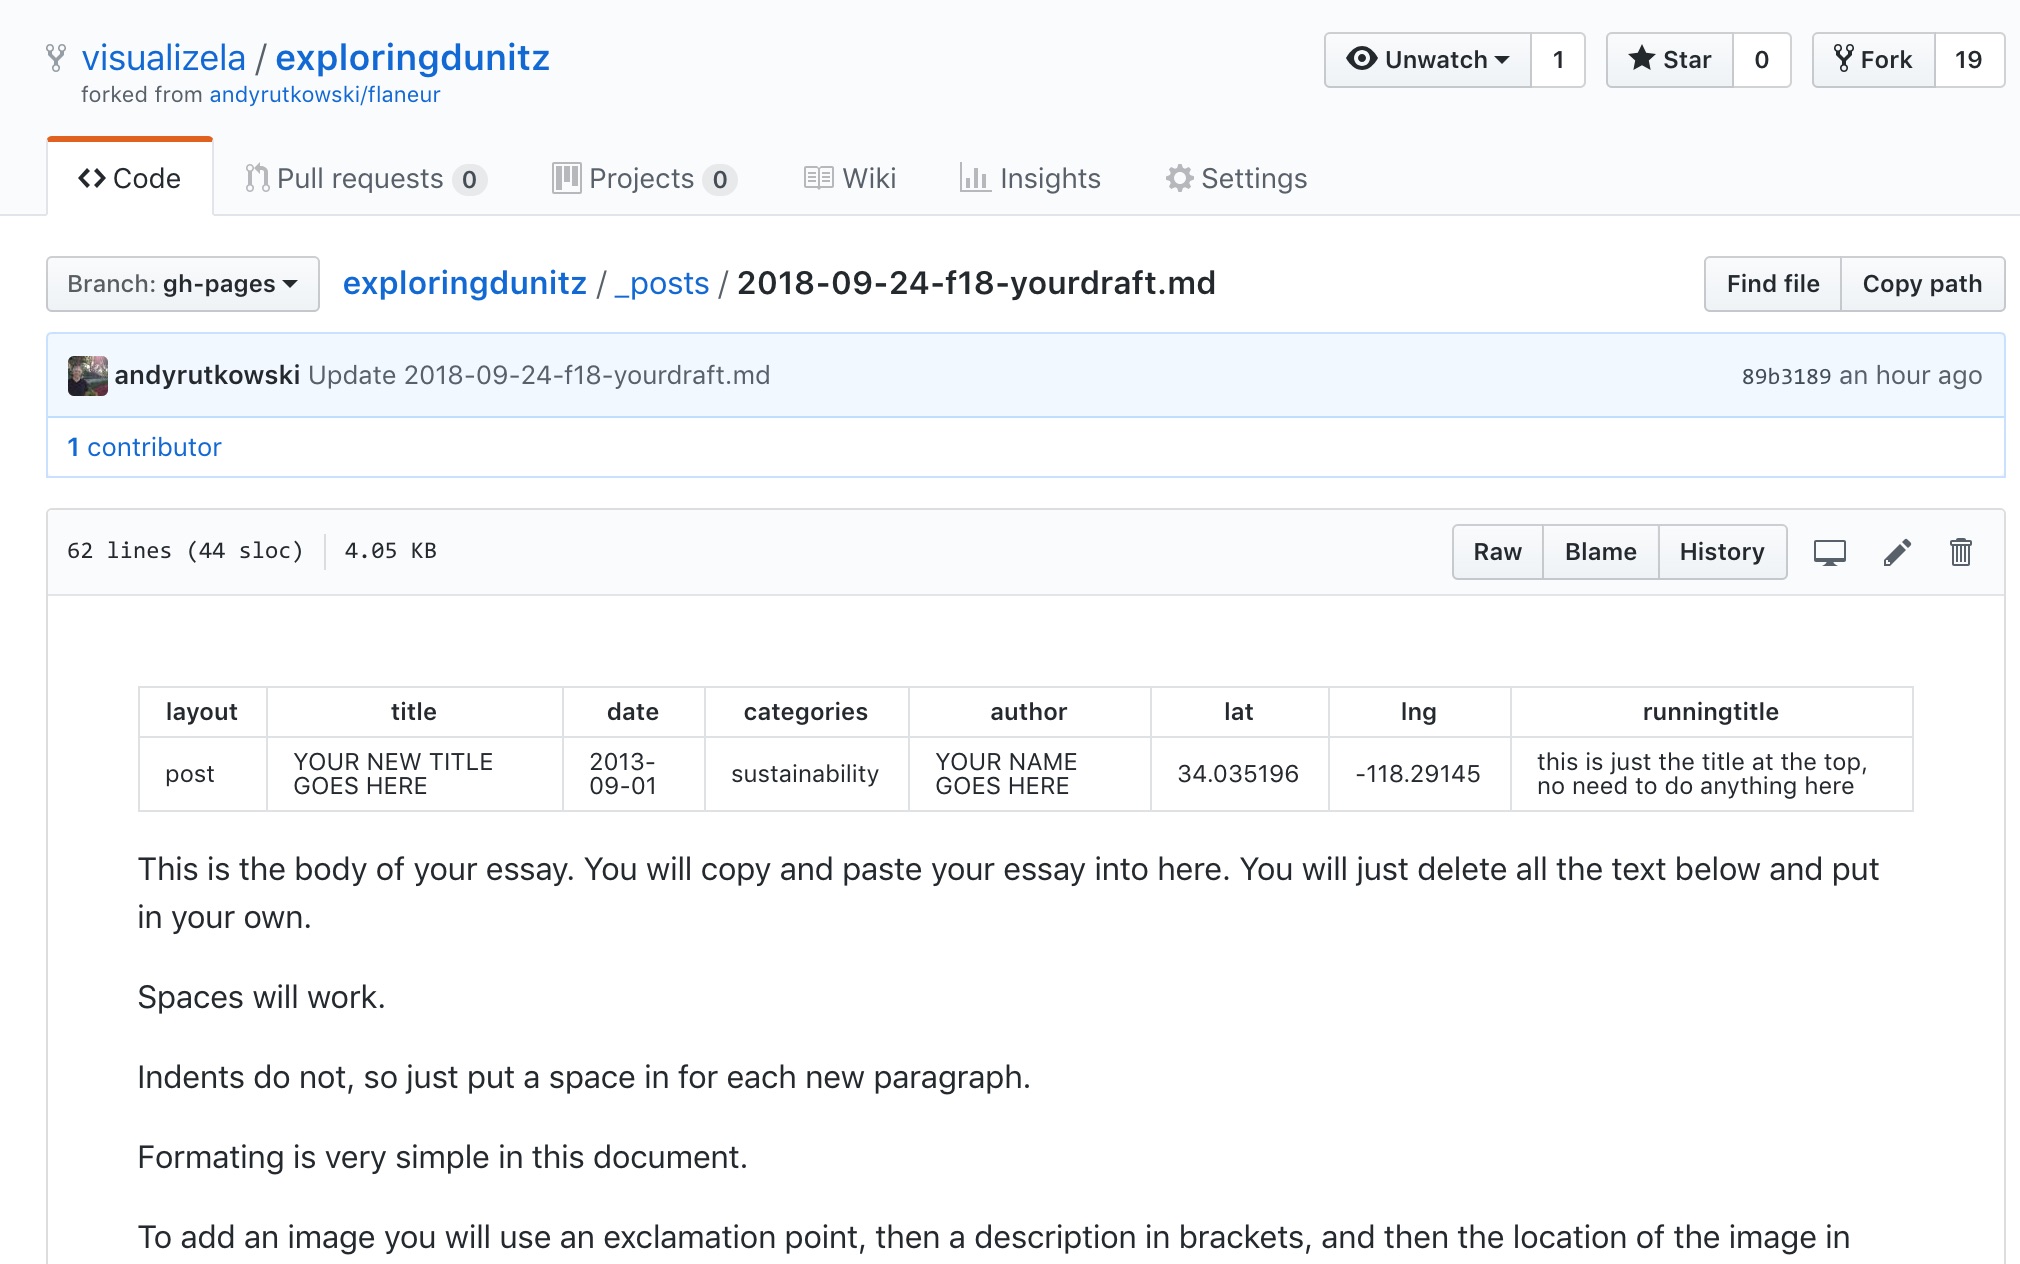 visualizela / exploringdunitz
forked from andyrutkowski/flaneur
Unwatch 1 Star 0 Fork 19
Code Pull requests 0 Projects 0 Wiki Insights Settings
Branch: gh-pages exploringdunitz / _posts / 2018-09-24-f18-yourdraft.md Find file Copy path
andyrutkowski Update 2018-09-24-f18-yourdraft.md 89b3189 an hour ago
1 contributor
62 lines (44 sloc) 4.05 KB Raw Blame History
layout title date categories author lat lng runningtitle
post YOUR NEW TITLE GOES HERE 2013-09-01 sustainability YOUR NAME GOES HERE 34.035196 -118.29145 this is just the title at the top, no need to do anything here
This is the body of your essay. You will copy and paste your essay into here. You will just delete all the text below and put
in your own.
Spaces will work.
Indents do not, so just put a space in for each new paragraph.
Formating is very simple in this document.
To add an image you will use an exclamation point, then a description in brackets, and then the location of the image in